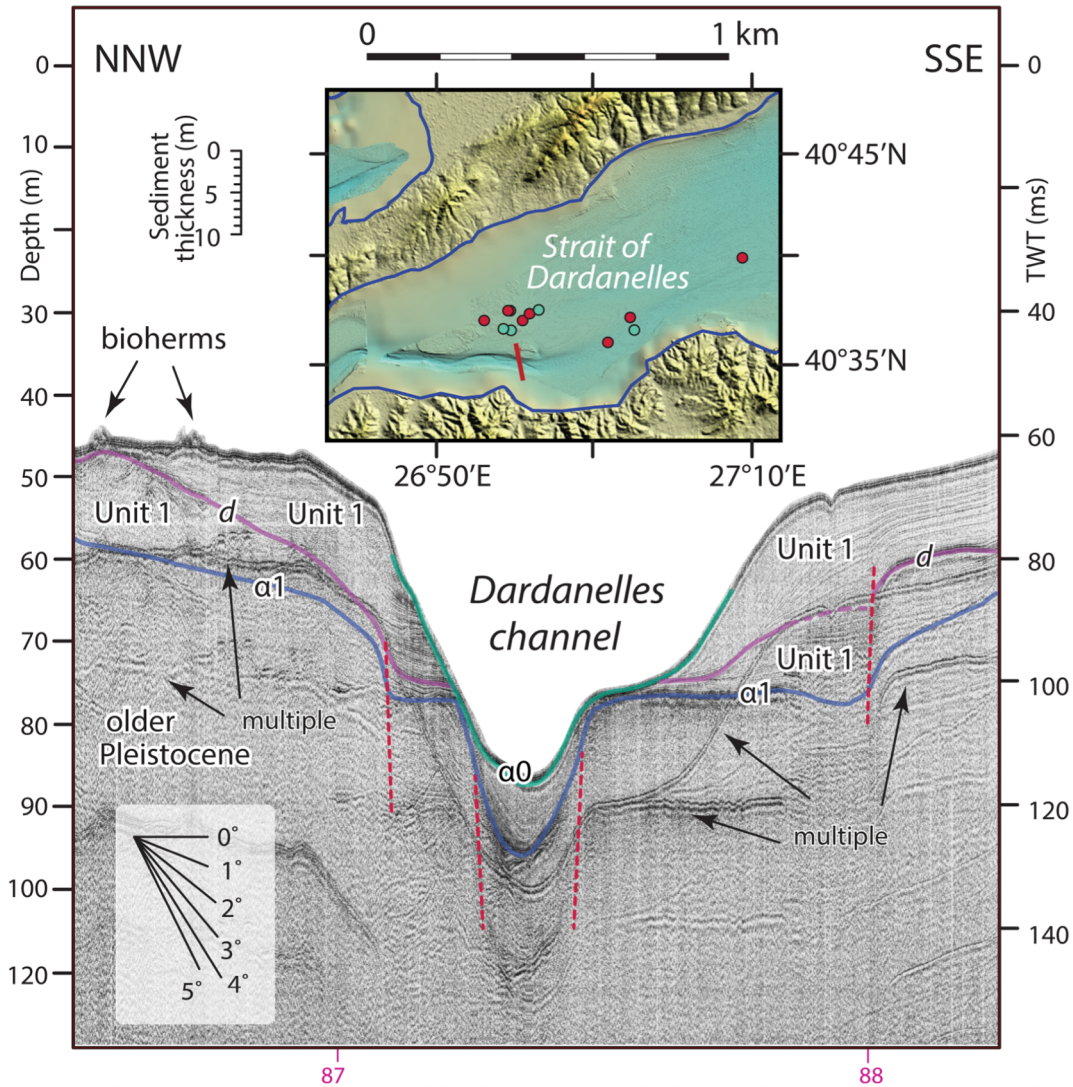 0 1 km
NNW SSE
0
10
30
40
50
60
70
80
90
100
120
Depth (m)
Sediment
thickness (m)
0
5
10
0
40
60
80
100
120
140
TWT (ms)
40°45′N
40°35′N
26°50′E 27°10′E
Strait of
Dardanelles
bioherms
Unit 1
d
Unit 1
α1
Dardanelles
channel
Unit 1
d
Unit 1
α1
multiple
older
Pleistocene
α0
multiple
0°
1°
2°
3°
4°
5°
87 88